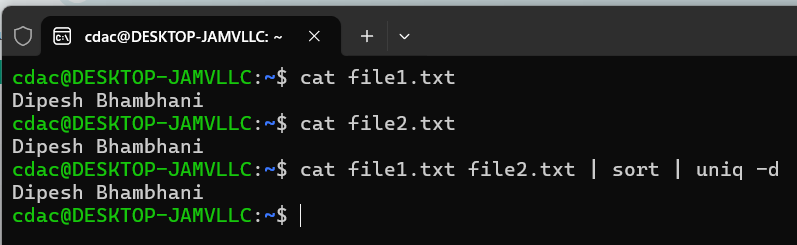 cdac@DESKTOP-JAMVLLC: ~
cdac@DESKTOP-JAMVLLC:~$ cat file1.txt
Dipesh Bhambhani
cdac@DESKTOP-JAMVLLC:~$ cat file2.txt
Dipesh Bhambhani
cdac@DESKTOP-JAMVLLC:~$ cat file1.txt file2.txt | sort | uniq -d
Dipesh Bhambhani
cdac@DESKTOP-JAMVLLC:~$